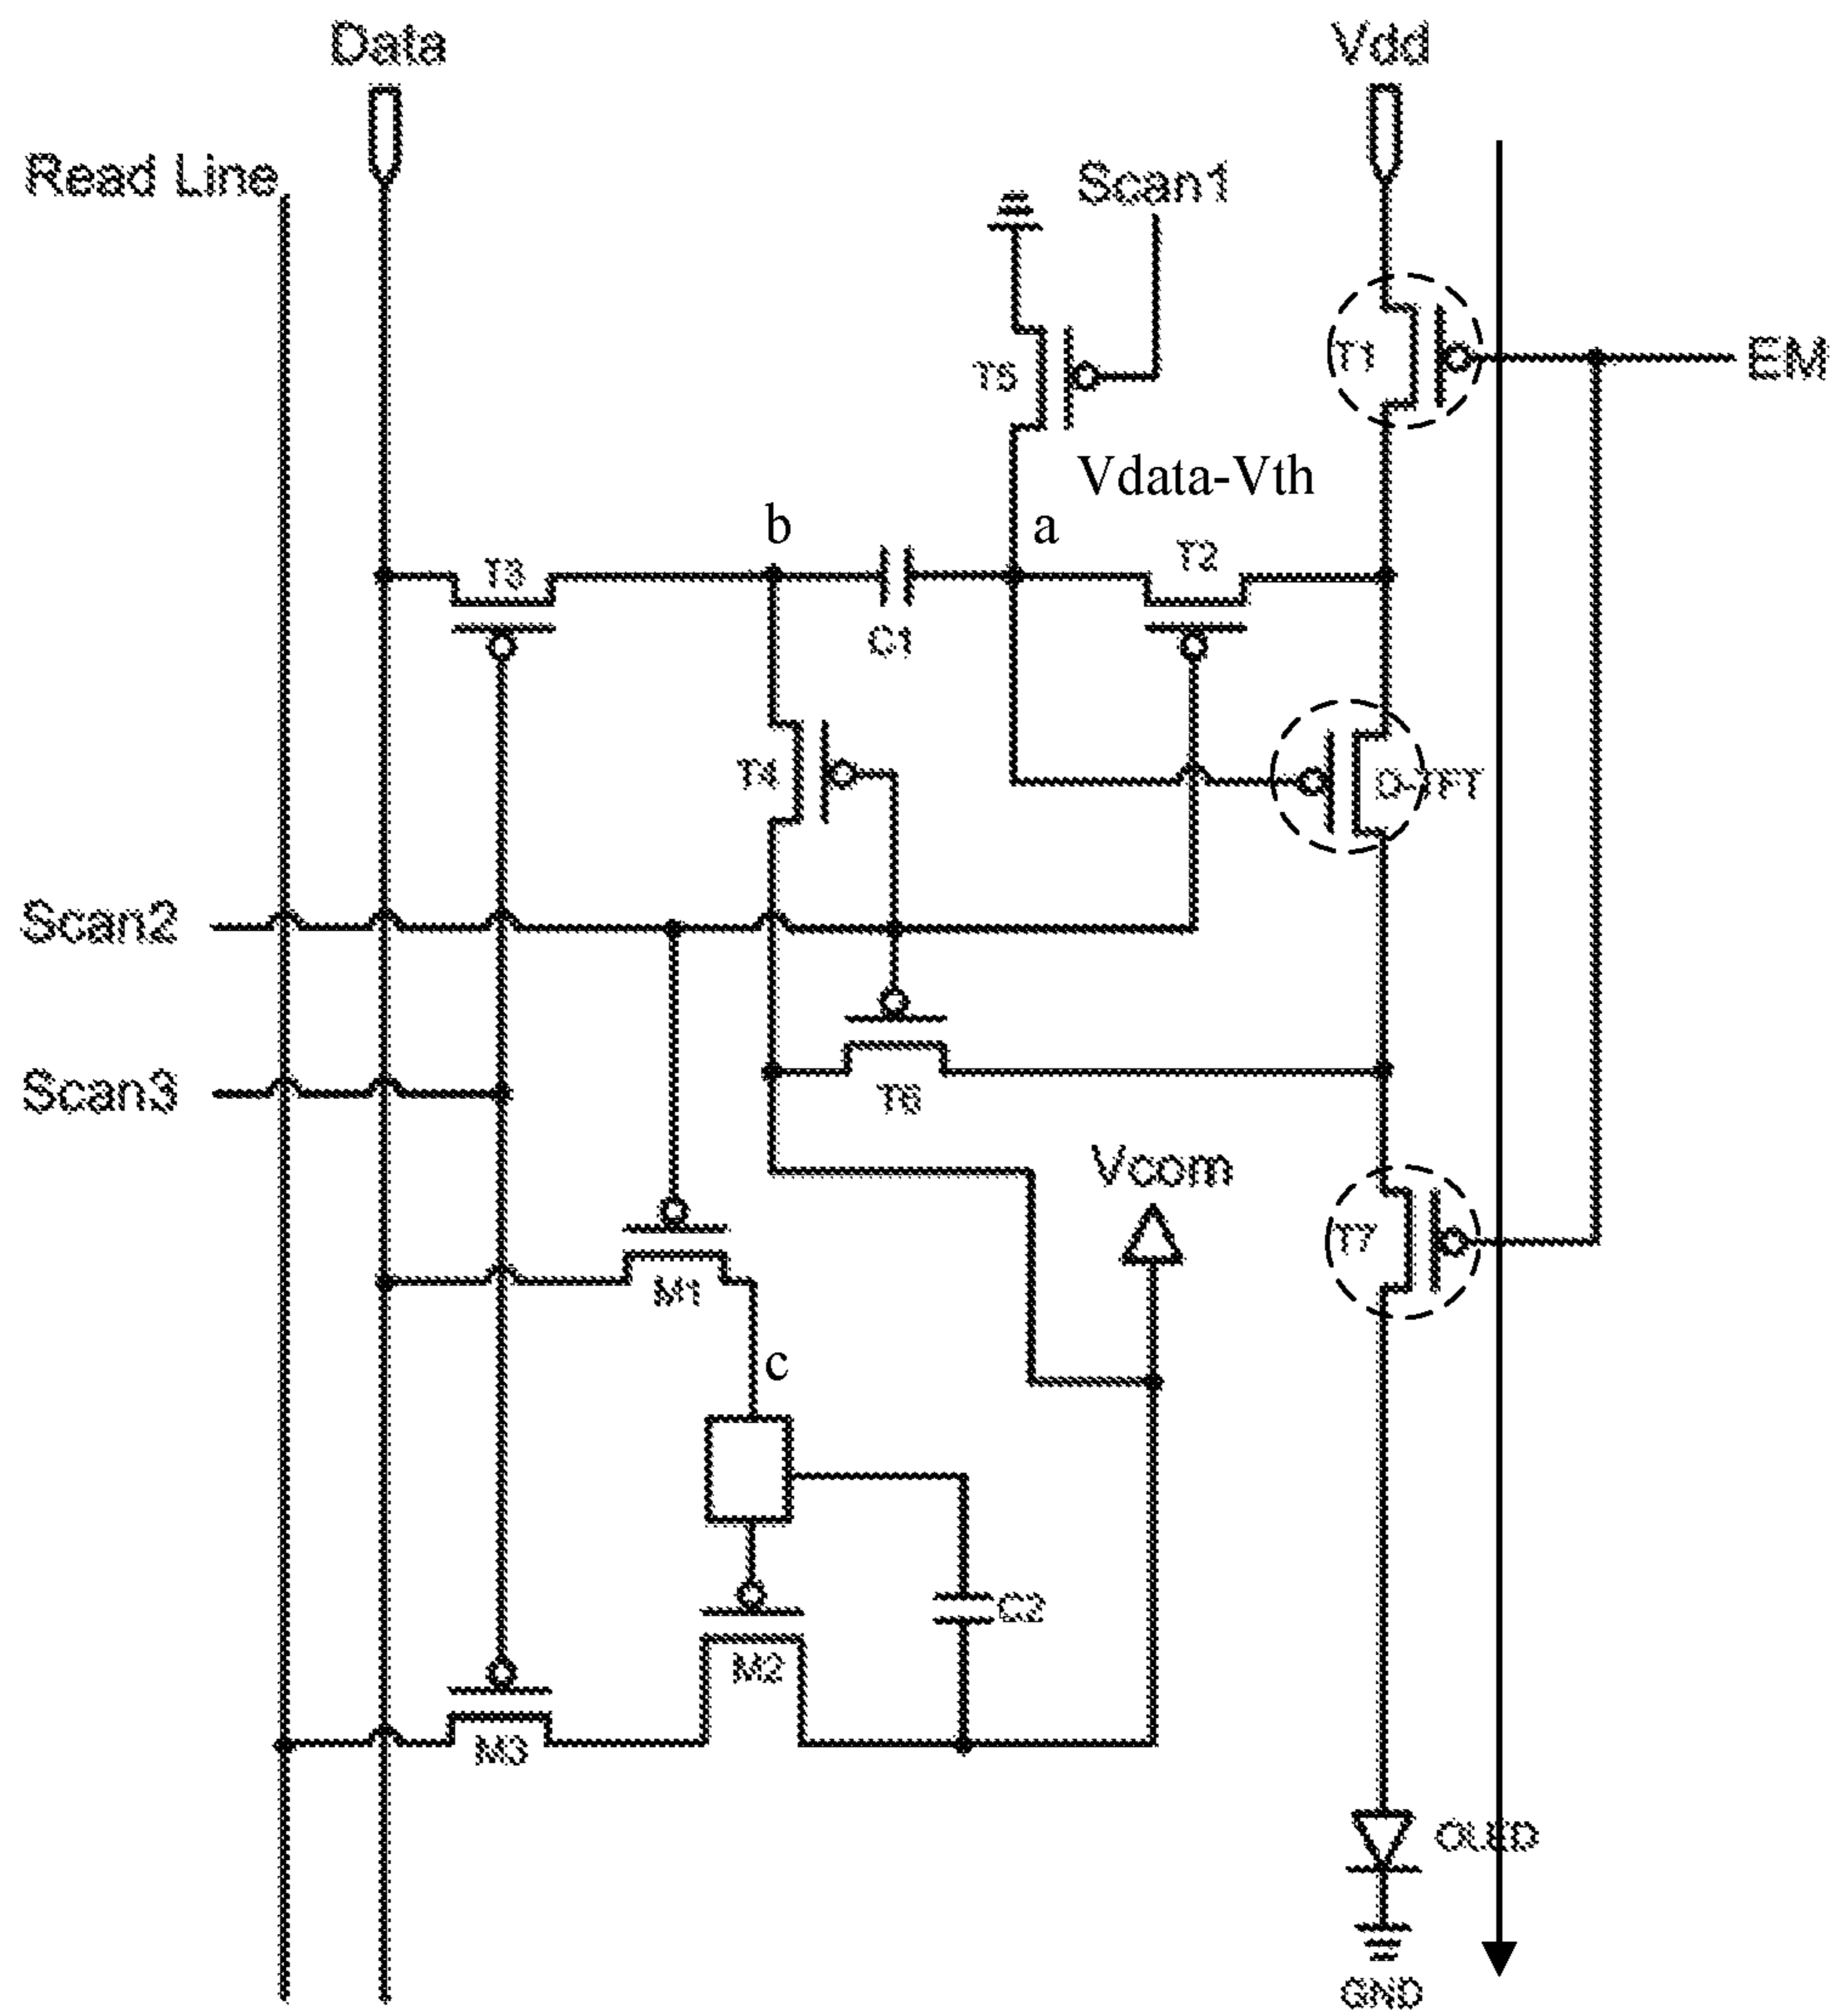 Data
Vdd
Read Line
Scan1
T1
EM
T5
Vdata-Vth
b
a
T3
T2
C1
T4
D-TFT
Scan2
Scan3
T6
Vcom
T7
M1
c
C2
M2
M3
OLED
GND